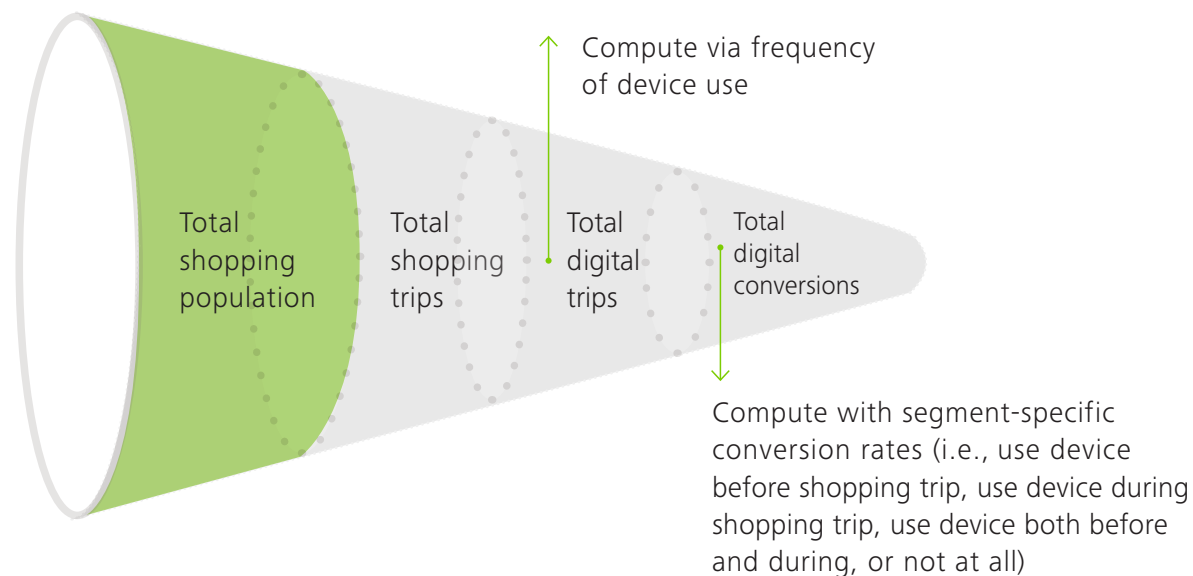 Compute via frequency
of device use
Total
shopping
population
Total
shopping
trips
Total
digital
trips
Total
digital
conversions
Compute with segment-specific
conversion rates (i.e., use device
before shopping trip, use device during
shopping trip, use device both before
and during, or not at all)